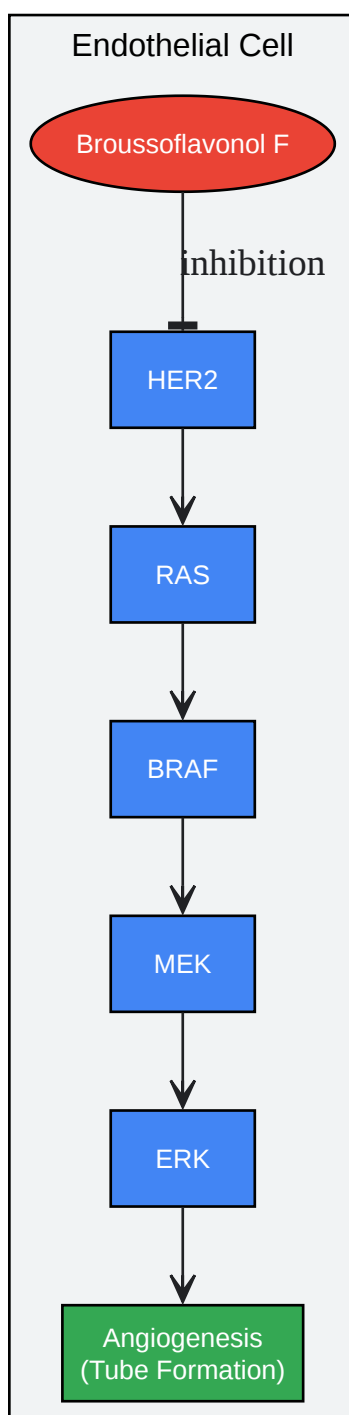 Endothelial Cell
Broussoflavonol F
inhibition
HER2
RAS
BRAF
MEK
ERK
Angiogenesis
(Tube Formation)